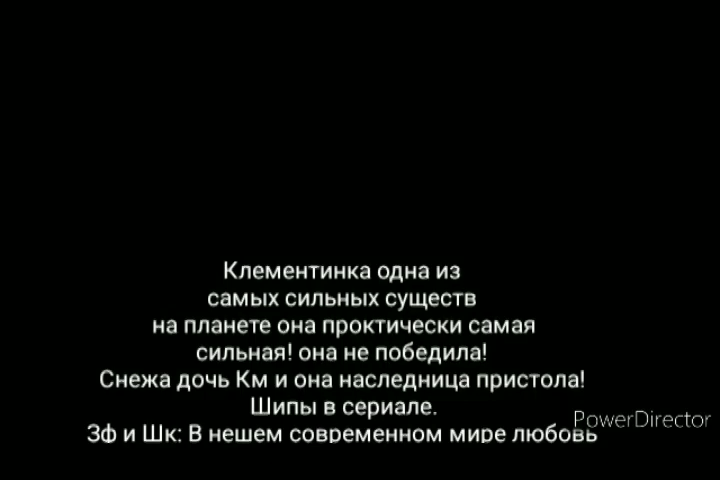 Клементинка одна из
самых сильных существ
на планете она проктически самая
сильная! она не победила!
Снежа дочь Км и она наследница пристола!
Шипы в сериале.
PowerDirector
Зф и Шк: В нешем современном мире любовь